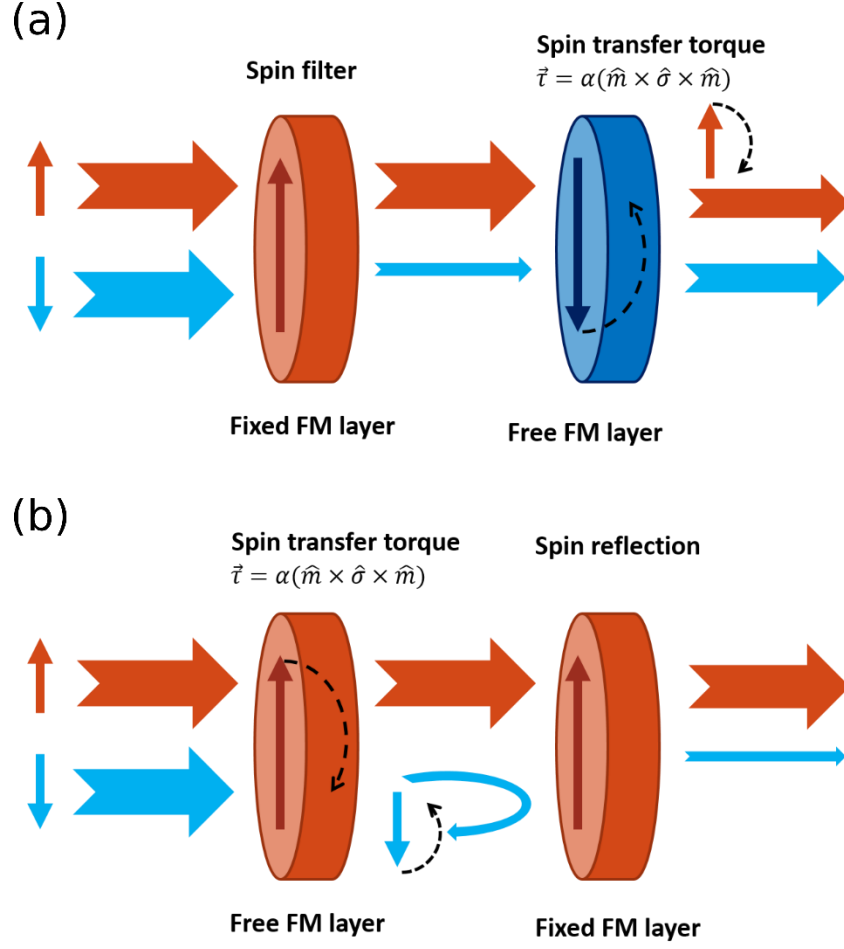 (a)
Spin filter
Spin transfer torque
τ⃗ = α(m̂ × σ̂ × m̂)
Fixed FM layer
Free FM layer
(b)
Spin transfer torque
τ⃗ = α(m̂ × σ̂ × m̂)
Spin reflection
Free FM layer
Fixed FM layer